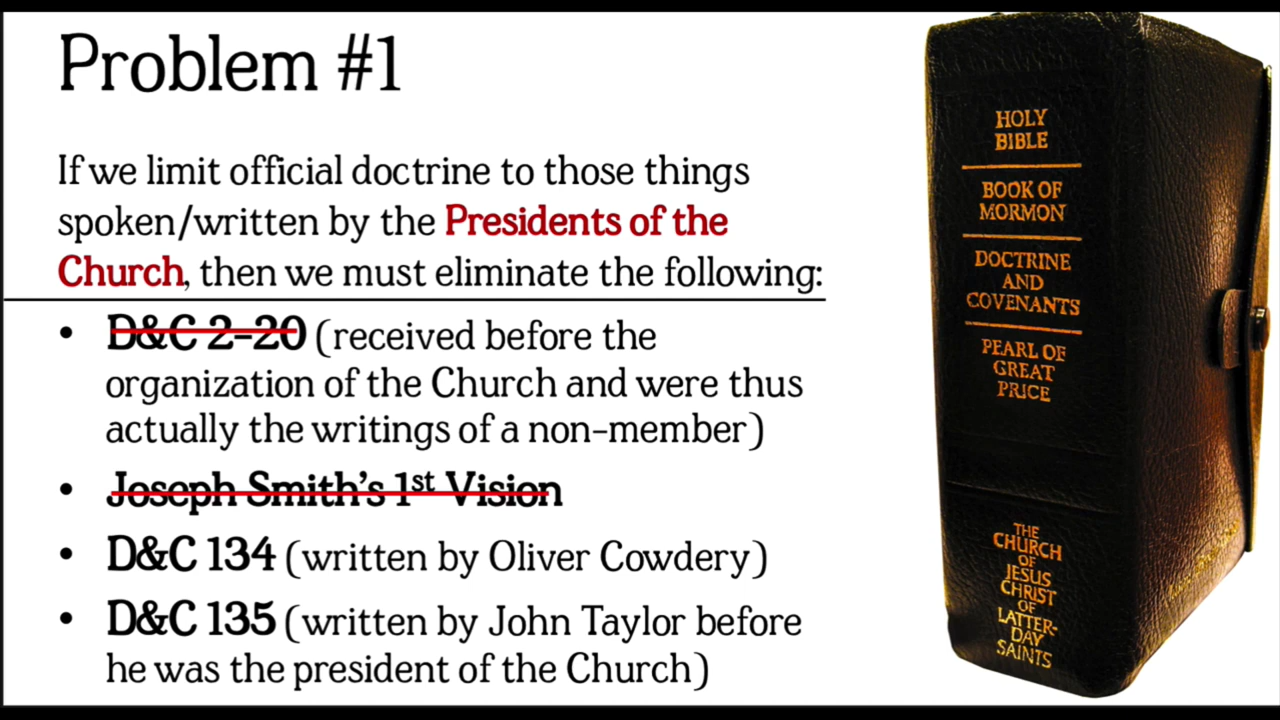 Problem #1
If we limit official doctrine to those things
spoken/written by the Presidents of the
Church, then we must eliminate the following:
• D&C 2-20 (received before the
organization of the Church and were thus
actually the writings of a non-member)
• Joseph Smith's 1st Vision
• D&C 134 (written by Oliver Cowdery)
• D&C 135 (written by John Taylor before
he was the president of the Church)
HOLY
BIBLE
BOOK OF
MORMON
DOCTRINE
AND
COVENANTS
PEARL OF
GREAT
PRICE
THE
CHURCH
OF
JESUS
CHRIST
OF
LATTER-
DAY
SAINTS